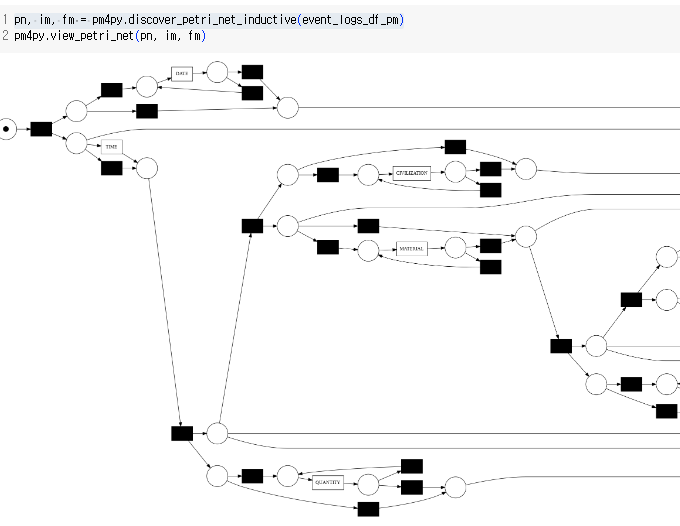 1 pn, im, fm = pm4py.discover_petri_net_inductive(event_logs_df_pm)
2 pm4py.view_petri_net(pn, im, fm)
DATE
TIME
CIVILIZATION
MATERIAL
QUANTITY